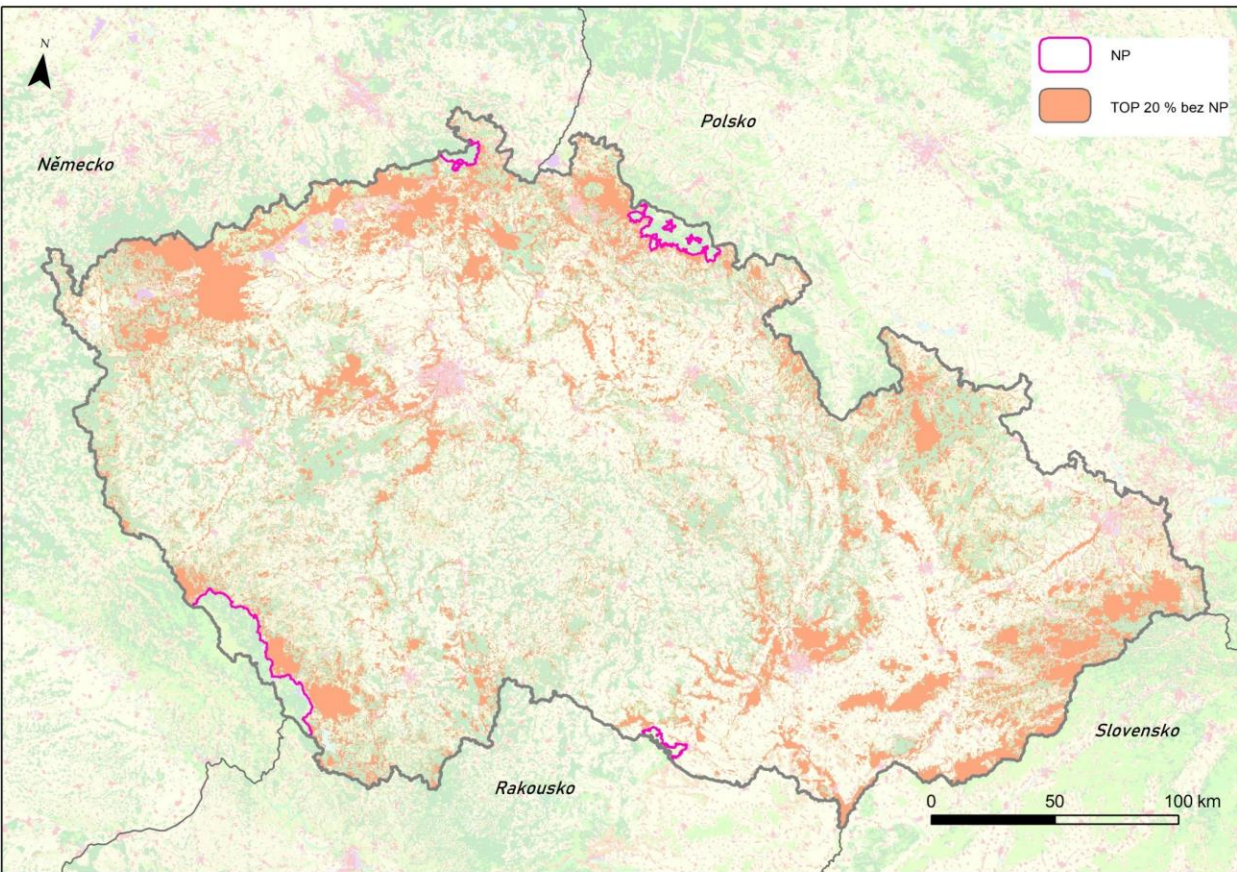 N
NP
TOP 20 % bez NP
Polsko
Německo
Slovensko
Rakousko
0 50 100 km